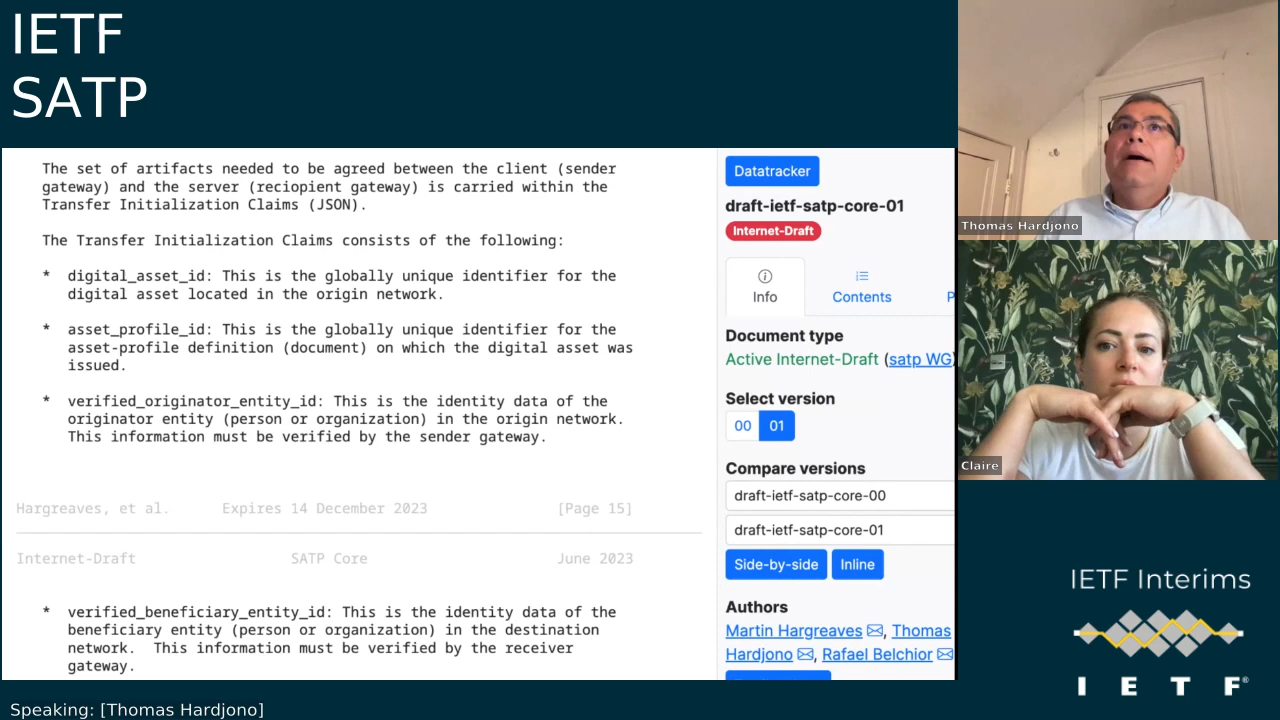 IETF
SATP
The set of artifacts needed to be agreed between the client (sender
gateway) and the server (reciopient gateway) is carried within the
Transfer Initialization Claims (JSON).
The Transfer Initialization Claims consists of the following:
* digital_asset_id: This is the globally unique identifier for the
digital asset located in the origin network.
* asset_profile_id: This is the globally unique identifier for the
asset-profile definition (document) on which the digital asset was
issued.
* verified_originator_entity_id: This is the identity data of the
originator entity (person or organization) in the origin network.
This information must be verified by the sender gateway.
Hargreaves, et al. Expires 14 December 2023 [Page 15]
Internet-Draft SATP Core June 2023
* verified_beneficiary_entity_id: This is the identity data of the
beneficiary entity (person or organization) in the destination
network. This information must be verified by the receiver
gateway.
Datatracker
draft-ietf-satp-core-01
Internet-Draft
Info Contents P
Document type
Active Internet-Draft (satp WG)
Select version
00 01
Compare versions
draft-ietf-satp-core-00
draft-ietf-satp-core-01
Side-by-side Inline
Authors
Martin Hargreaves, Thomas
Hardjono, Rafael Belchior
Thomas Hardjono
Claire
IETF Interims
I E T F®
Speaking: [Thomas Hardjono]